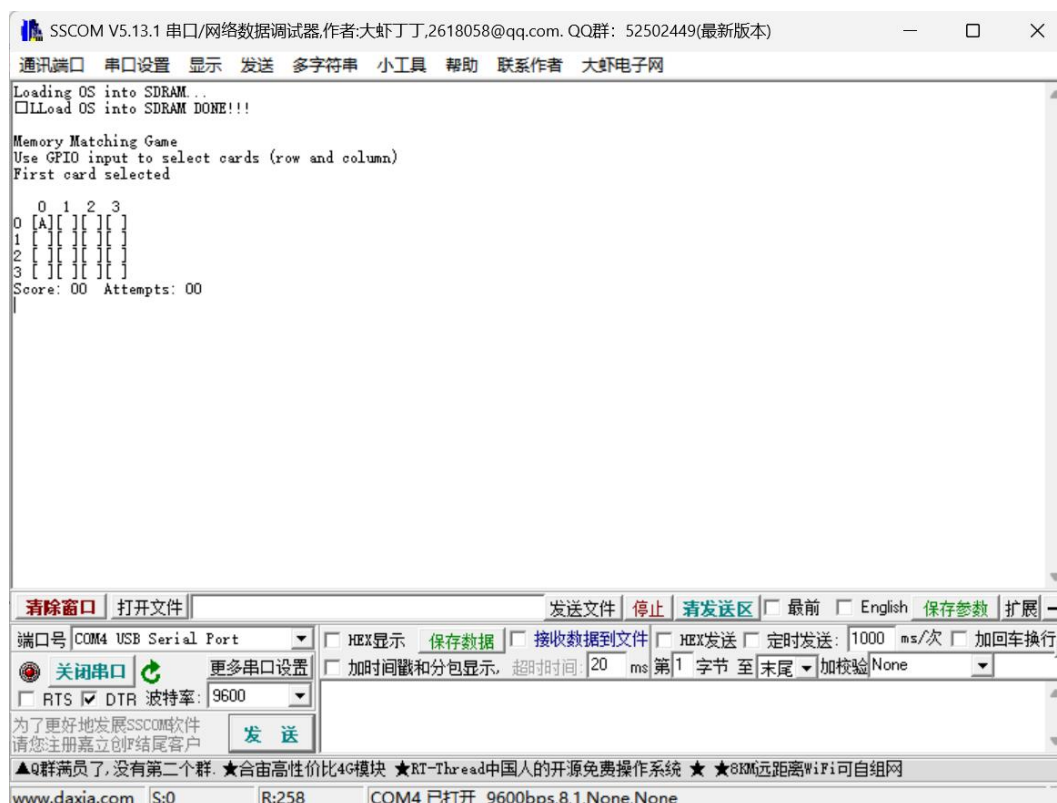 SSCOM V5.13.1 串口/网络数据调试器,作者:大虾丁丁,2618058@qq.com. QQ群：52502449(最新版本)
通讯端口 串口设置 显示 发送 多字符串 小工具 帮助 联系作者 大虾电子网
Loading OS into SDRAM...
□LLoad OS into SDRAM DONE!!!
Memory Matching Game
Use GPIO input to select cards (row and column)
First card selected
0 1 2 3
0 [A][ ][ ][ ]
1 [ ][ ][ ][ ]
2 [ ][ ][ ][ ]
3 [ ][ ][ ][ ]
Score: 00 Attempts: 00
清除窗口 打开文件 发送文件 停止 清发送区 最前 English 保存参数 扩展 —
端口号 COM4 USB Serial Port HEX显示 保存数据 接收数据到文件 HEX发送 定时发送: 1000 ms/次 加回车换行
关闭串口 更多串口设置 加时间戳和分包显示, 超时时间: 20 ms 第1 字节 至 末尾 加校验 None
RTS DTR 波特率: 9600
为了更好地发展SSCOM软件
请您注册嘉立创F结尾客户
发 送
▲Q群满员了,没有第二个群. ★合宙高性价比4G模块 ★RT-Thread中国人的开源免费操作系统 ★ ★8KM远距离WiFi可自组网
www.daxia.com S:0 R:258 COM4 已打开 9600bps,8,1,None,None